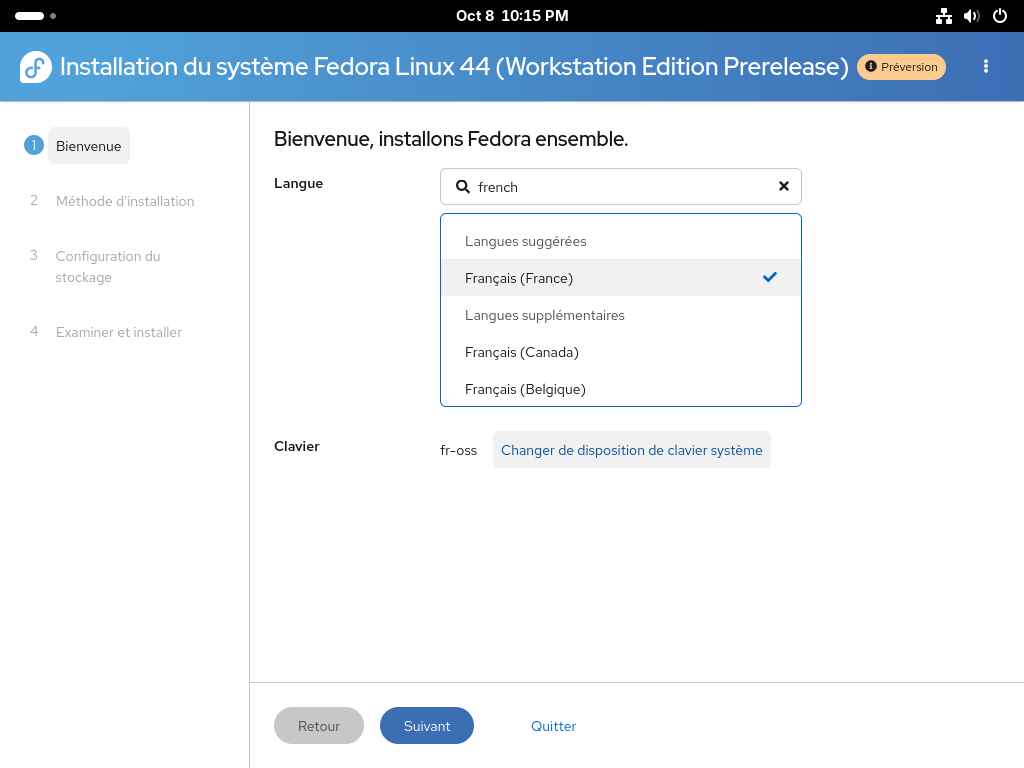 Oct 8 10:15 PM
Installation du système Fedora Linux 44 (Workstation Edition Prerelease)
Préversion
1 Bienvenue
2 Méthode d'installation
3 Configuration du
stockage
4 Examiner et installer
Bienvenue, installons Fedora ensemble.
Langue
french
Langues suggérées
Français (France)
Langues supplémentaires
Français (Canada)
Français (Belgique)
Clavier
fr-oss
Changer de disposition de clavier système
Retour
Suivant
Quitter